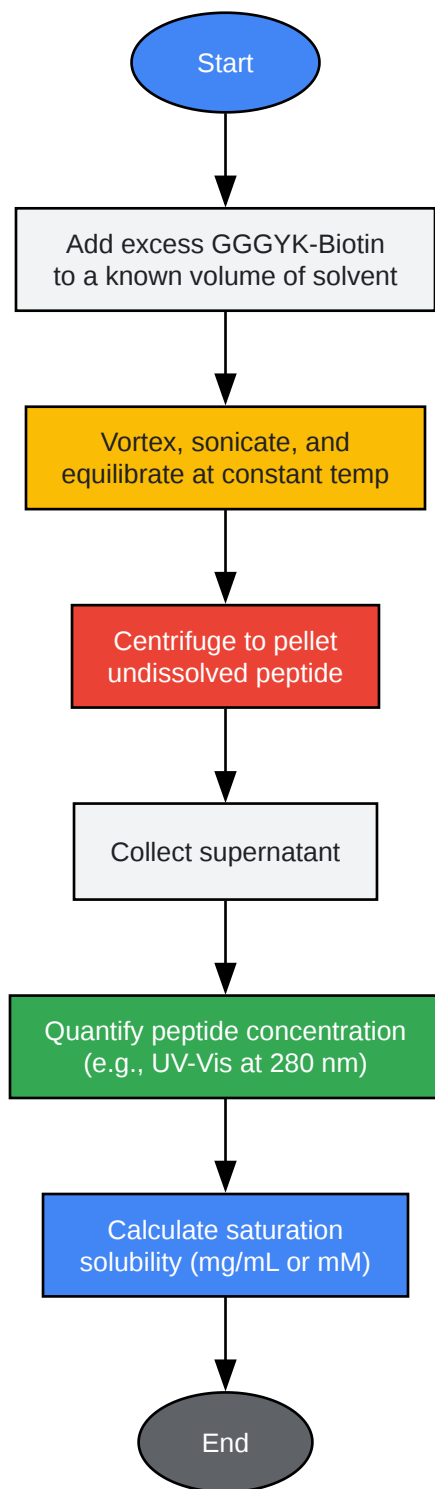 Start
Add excess GGGYK-Biotin
to a known volume of solvent
Vortex, sonicate, and
equilibrate at constant temp
Centrifuge to pellet
undissolved peptide
Collect supernatant
Quantify peptide concentration
(e.g., UV-Vis at 280 nm)
Calculate saturation
solubility (mg/mL or mM)
End